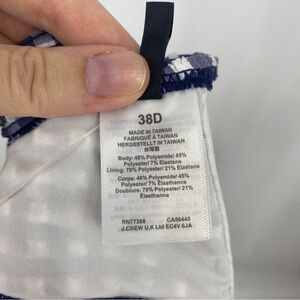 38D
MADE IN TAIWAN
FABRIQUÉ A TAIWAN
HERGESTELLT IN TAIWAN
台灣製
Body: 48% Polyamide/ 45%
Polyester/ 7% Elastane
Lining: 79% Polyester/ 21% Elastane
Corps: 48% Polyamide/ 45%
Polyester/ 7% Elasthanne
Doublure: 79% Polyester/ 21%
Elasthanne
RN77388 CA56445
J.CREW U.K Ltd EC4V 6JA